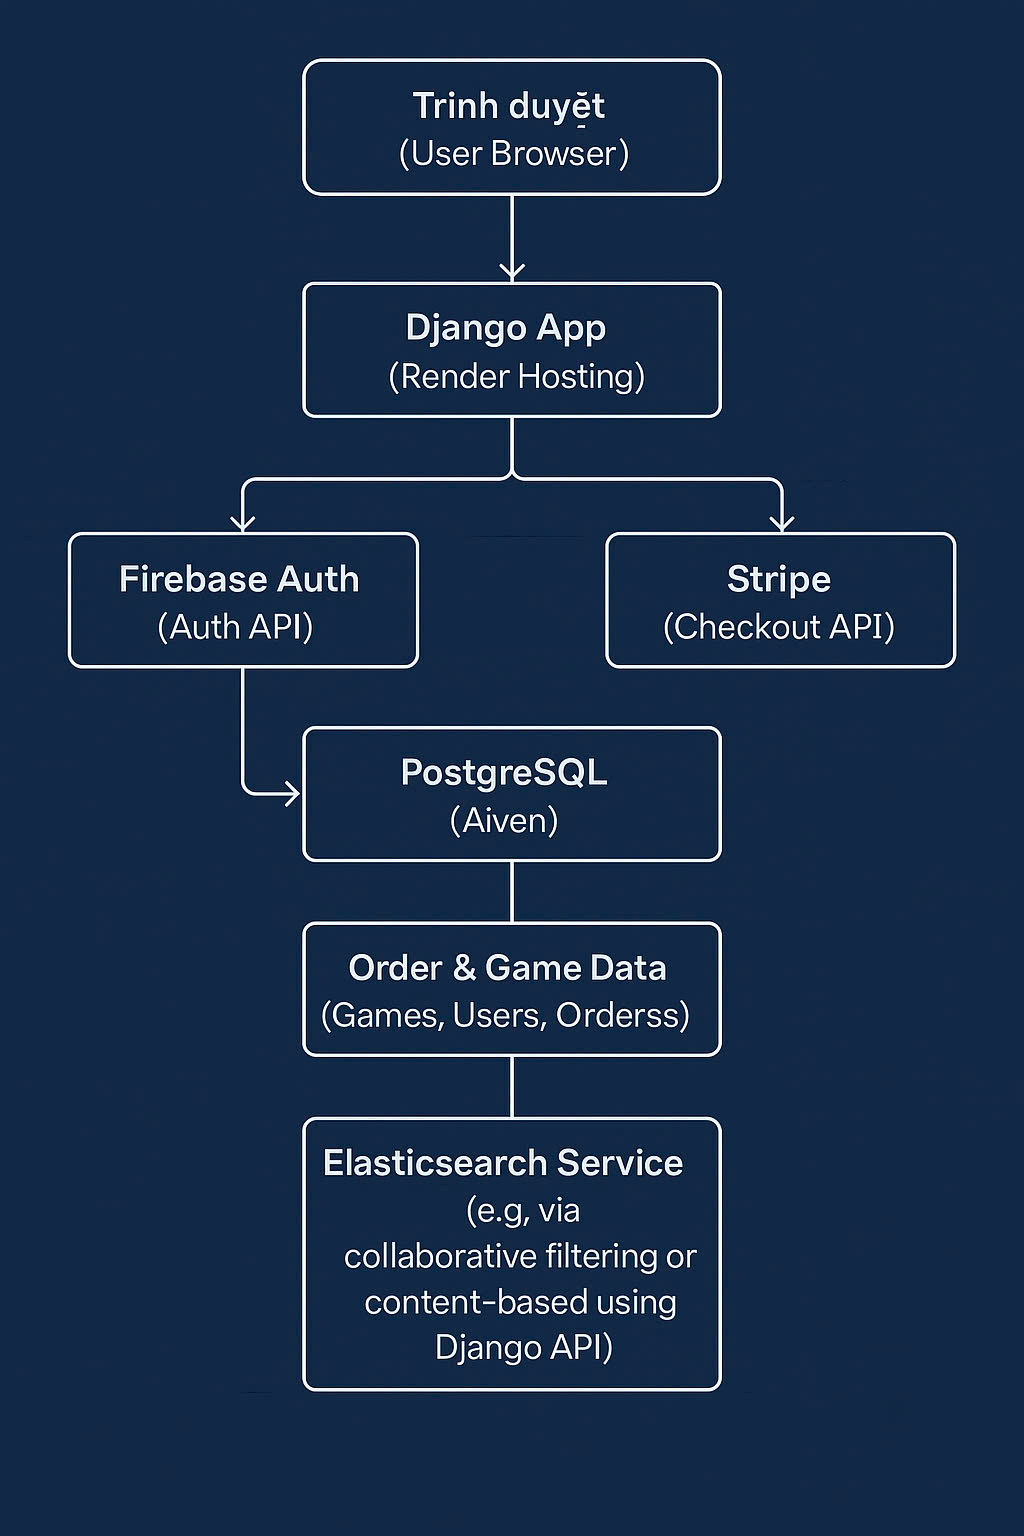 Trinh duyệt
(User Browser)
Django App
(Render Hosting)
Firebase Auth
(Auth API)
Stripe
(Checkout API)
PostgreSQL
(Aiven)
Order & Game Data
(Games, Users, Orderss)
Elasticsearch Service
(e.g, via
collaborative filtering or
content-based using
Django API)